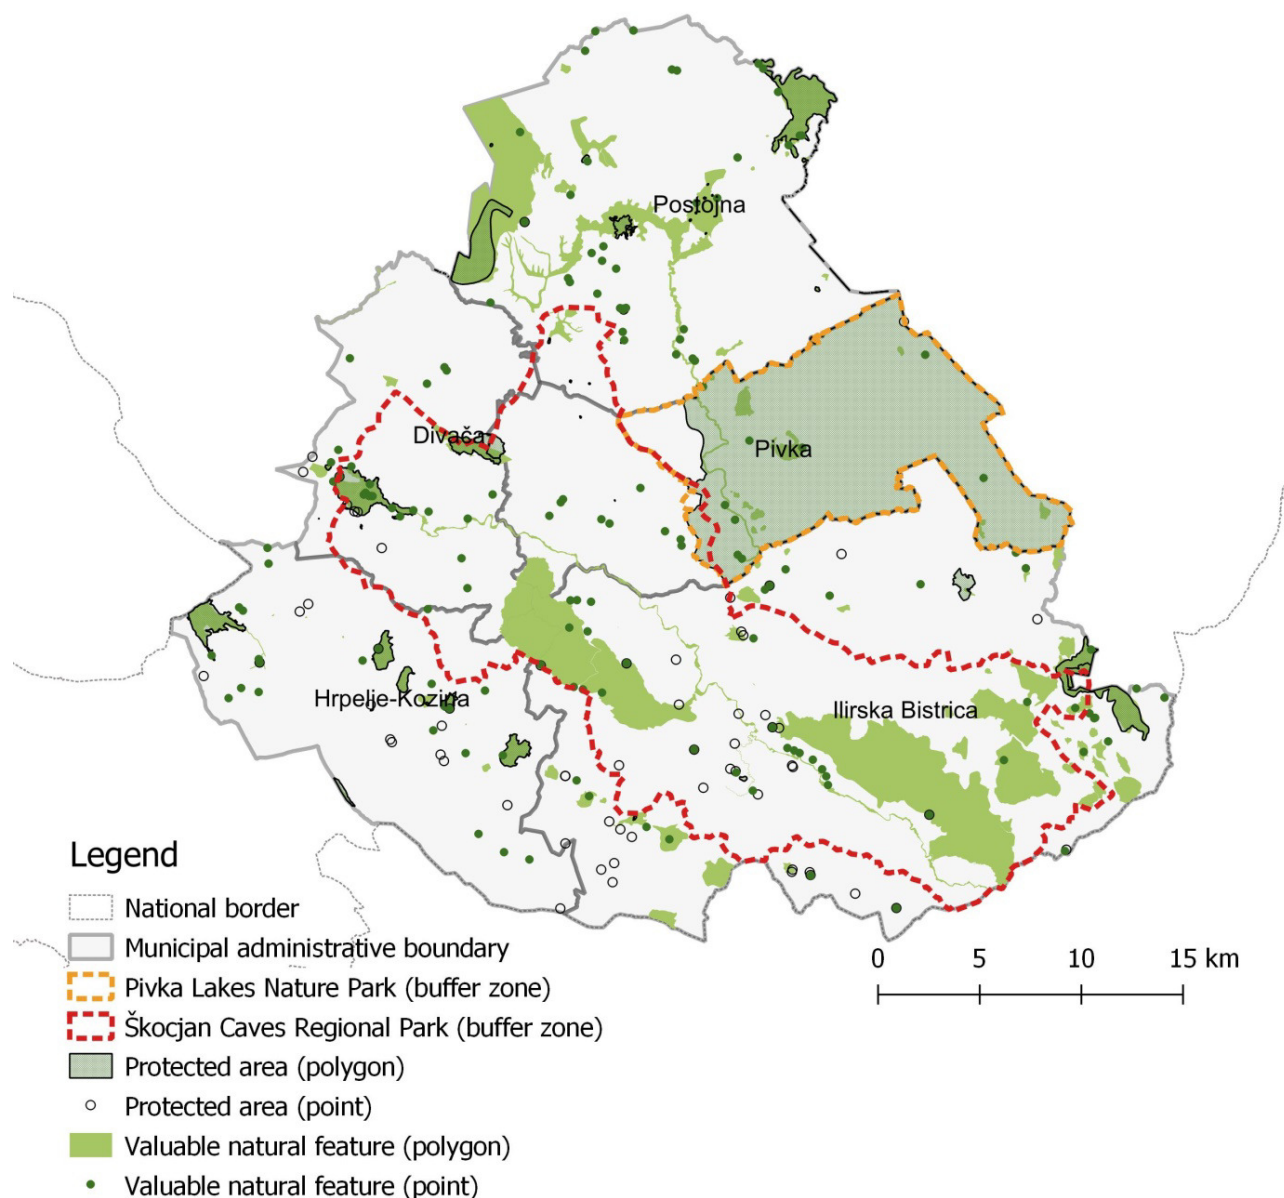 Postojna
Divača
Pivka
Hrpelje-Kozina
Ilirska Bistrica
Legend
National border
Municipal administrative boundary
Pivka Lakes Nature Park (buffer zone)
Škocjan Caves Regional Park (buffer zone)
Protected area (polygon)
Protected area (point)
Valuable natural feature (polygon)
Valuable natural feature (point)
0 5 10 15 km